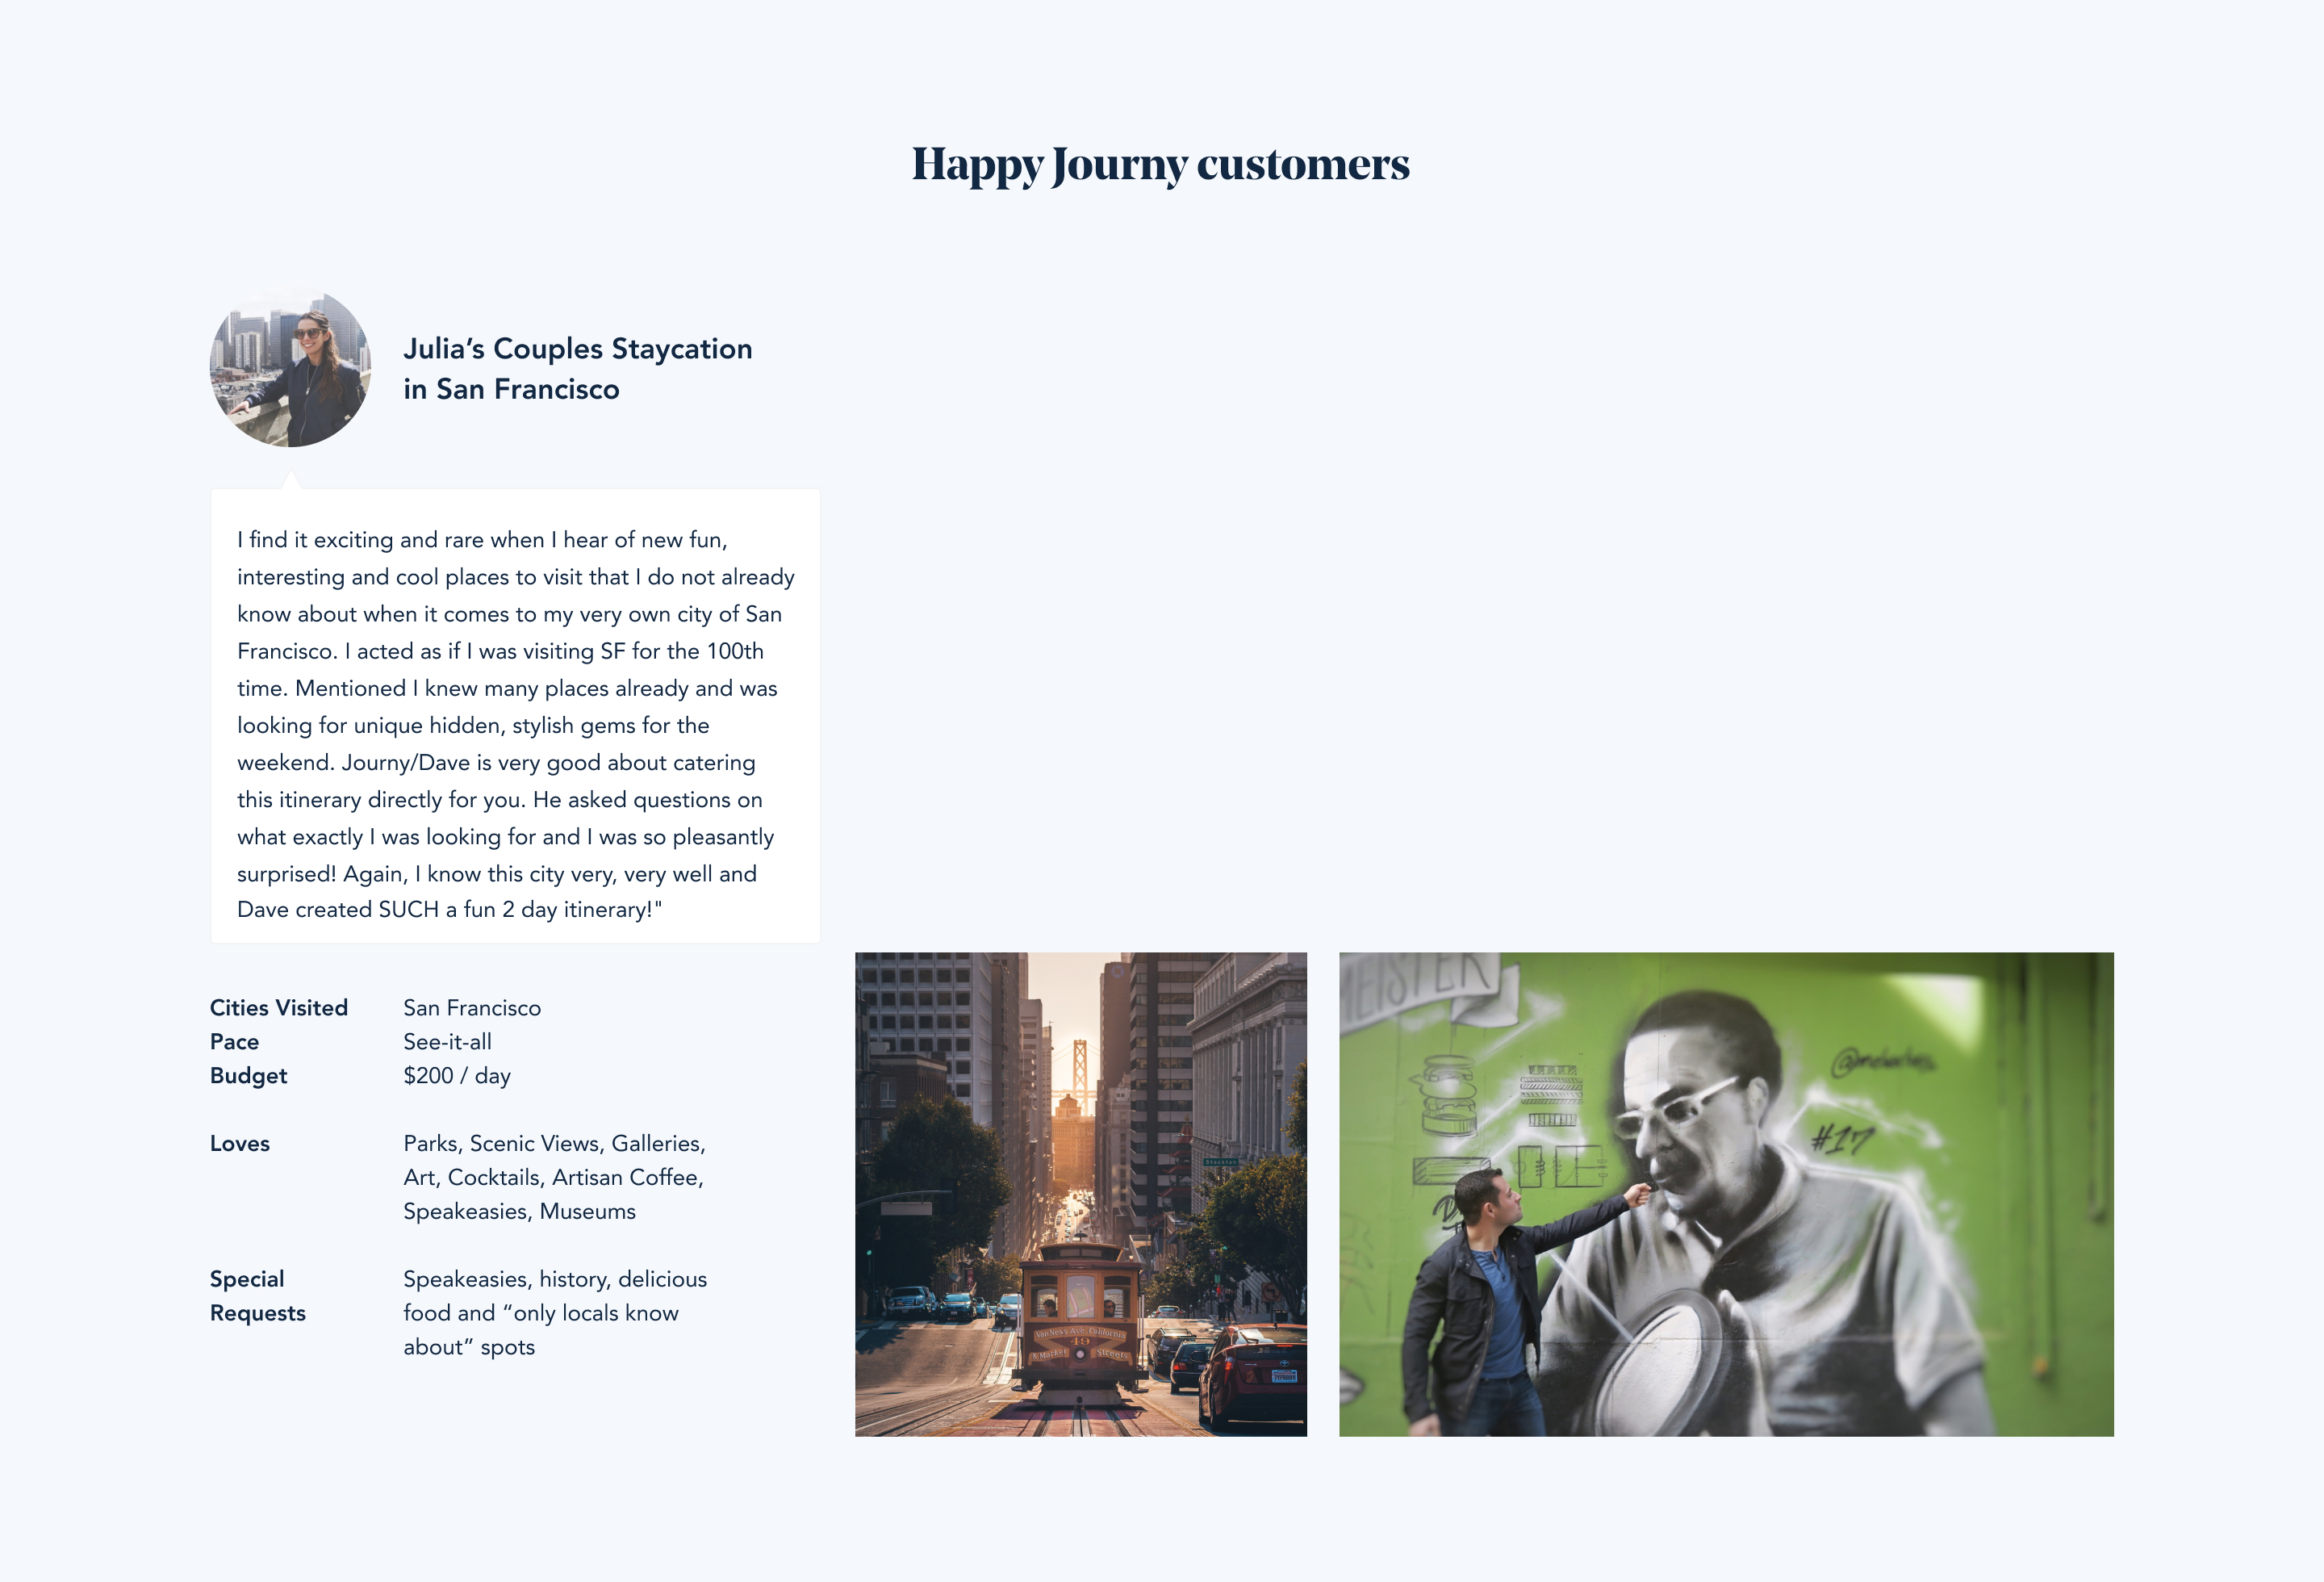 Happy Journy customers
Julia’s Couples Staycation
in San Francisco
I find it exciting and rare when I hear of new fun,
interesting and cool places to visit that I do not already
know about when it comes to my very own city of San
Francisco. I acted as if I was visiting SF for the 100th
time. Mentioned I knew many places already and was
looking for unique hidden, stylish gems for the
weekend. Journy/Dave is very good about catering
this itinerary directly for you. He asked questions on
what exactly I was looking for and I was so pleasantly
surprised! Again, I know this city very, very well and
Dave created SUCH a fun 2 day itinerary!"
Cities Visited San Francisco
Pace See-it-all
Budget $200 / day
Loves Parks, Scenic Views, Galleries,
Art, Cocktails, Artisan Coffee,
Speakeasies, Museums
Special Speakeasies, history, delicious
Requests food and “only locals know
about” spots
Stockton
Van Ness Ave. California
49
& Market Streets
MEISTER
#17